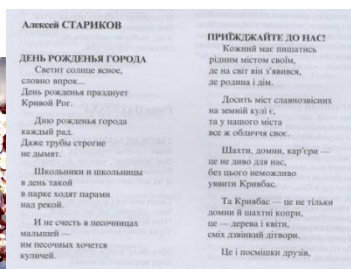 Алексей СТАРИКОВ
ДЕНЬ РОЖДЕНЬЯ ГОРОДА
Светит солнце ясное,
словно впрок...
День рожденья празднует
Кривой Рог.
Дню рожденья города
каждый рад.
Даже трубы строгие
не дымят.
Школьники и школьницы
в день такой
в парке ходят парами
над рекой.
И не счесть в песочницах
малышей —
им песочных хочется
куличей.
ПРИЇЖДЖАЙТЕ ДО НАС!
Кожний має пишатись
рідним містом своїм,
де на світ він з'явився,
де родина і дім.
Досить міст славнозвісних
на земній кулі є,
та у нашого міста
все ж обличчя своє.
Шахти, домни, кар'єри —
це не диво для нас,
без цього неможливо
уявити Кривбас.
Та Кривбас — це не тільки
домни й шахтні копри,
це — дерева і квіти,
сміх дзвінкий дітвори.
Це і посмішки друзів,